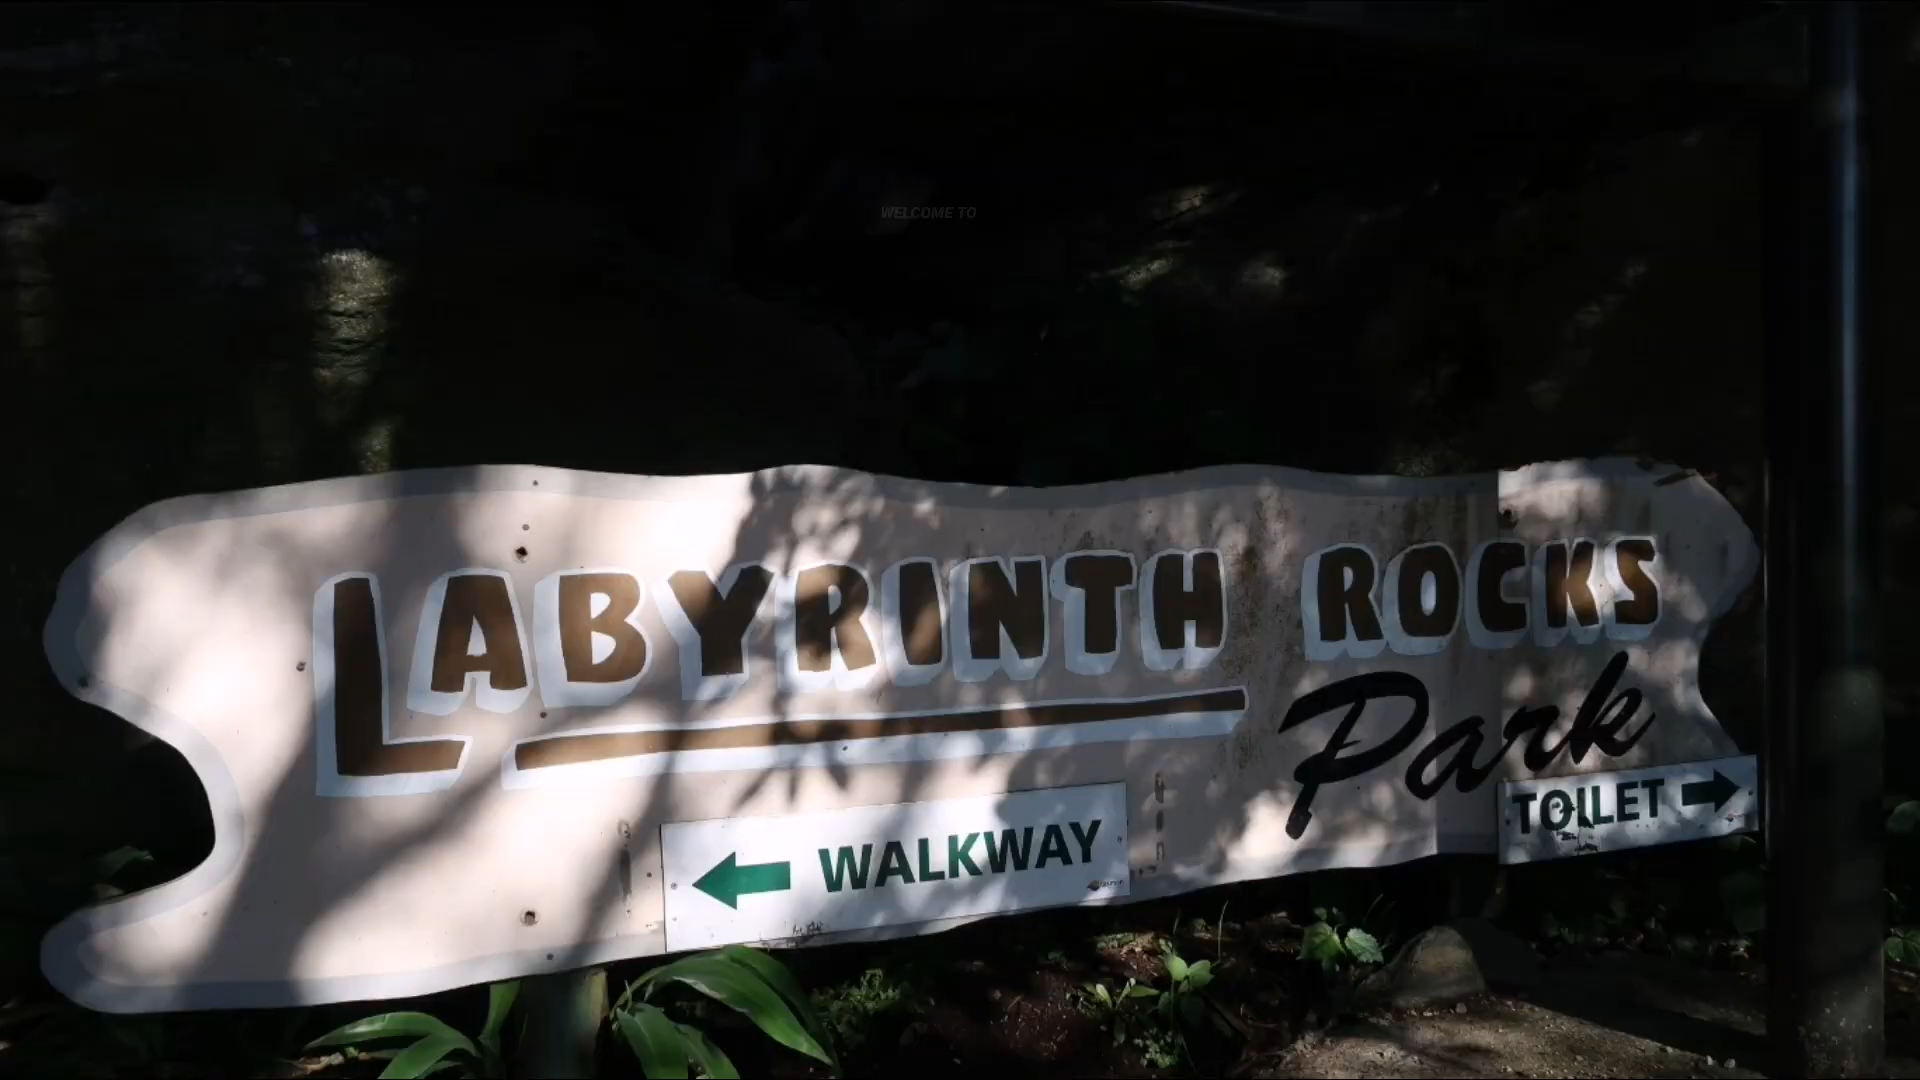 WELCOME TO
LABYRINTH ROCKS
Park
TOILET
WALKWAY